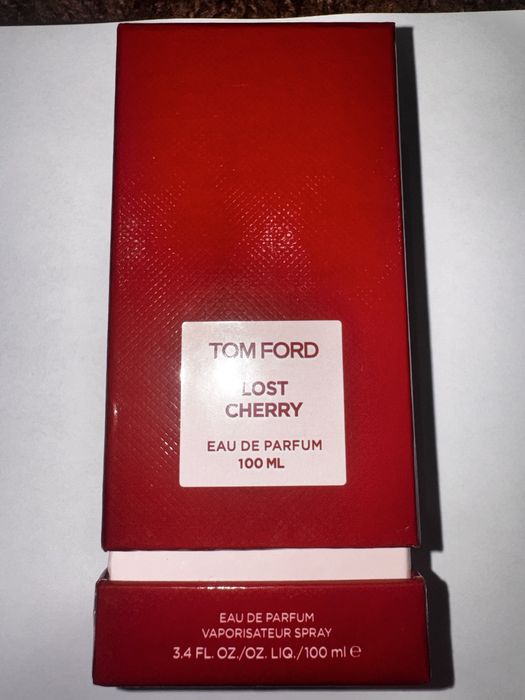 TOM FORD
LOST
CHERRY
EAU DE PARFUM
100 ML
EAU DE PARFUM
VAPORISATEUR SPRAY
3.4 FL. OZ./OZ. LIQ./100 ml ℮